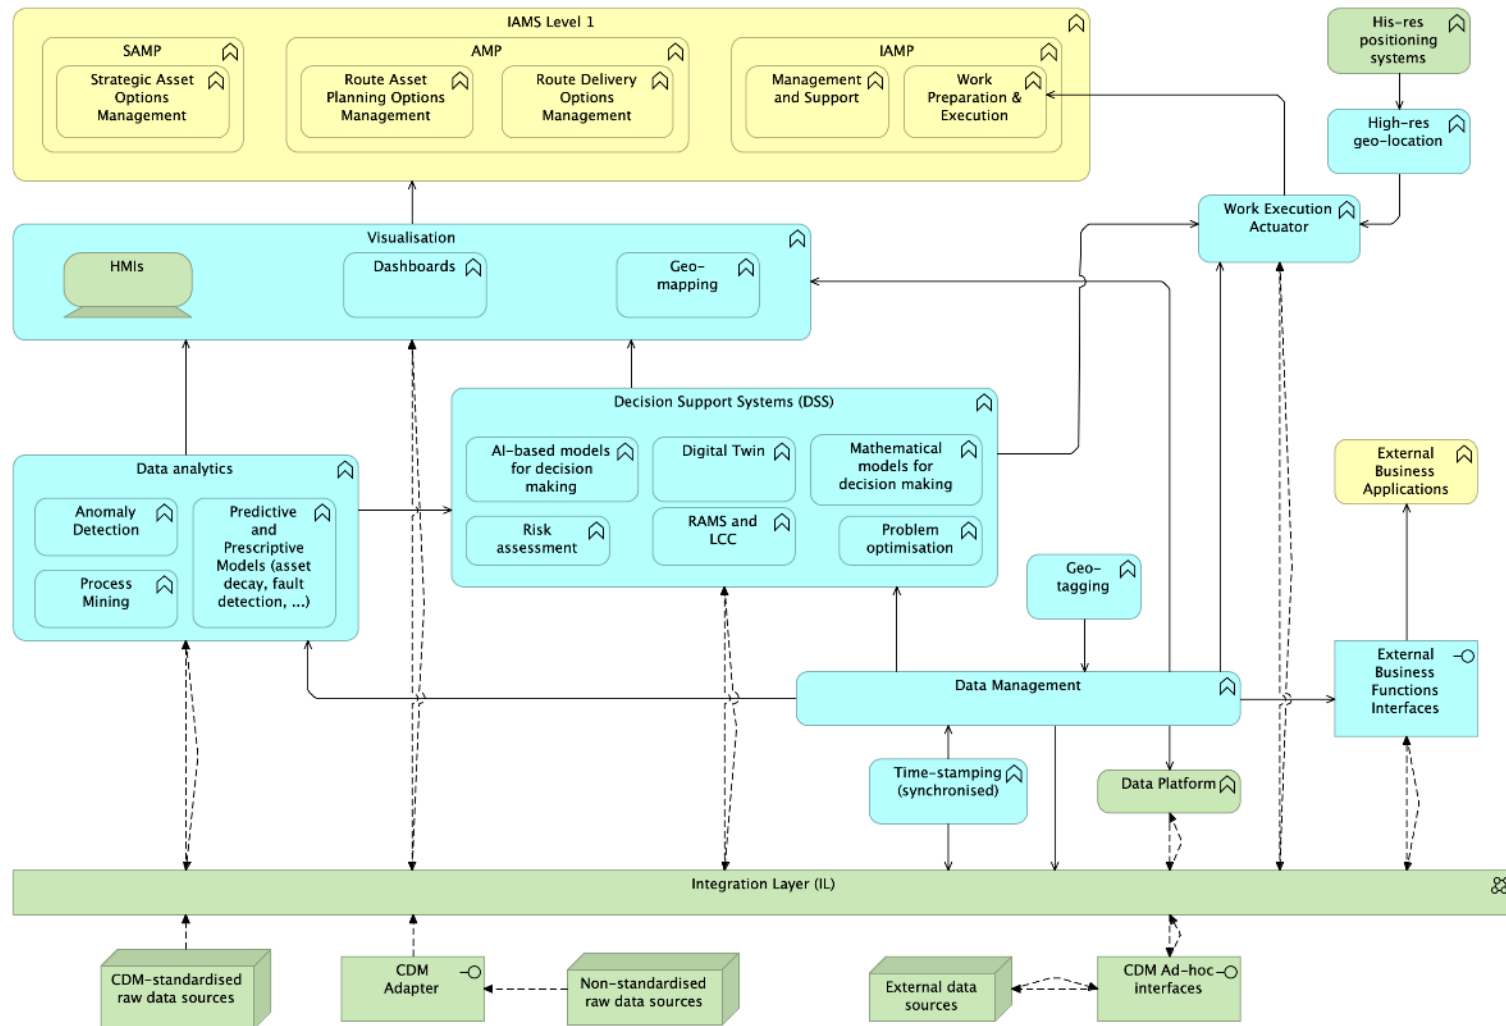 IAMS Level 1
SAMP
Strategic Asset
Options
Management
AMP
Route Asset
Planning Options
Management
Route Delivery
Options
Management
IAMP
Management
and Support
Work
Preparation &
Execution
His-res
positioning
systems
High-res
geo-location
Work Execution
Actuator
Visualisation
HMIs
Dashboards
Geo-
mapping
Decision Support Systems (DSS)
AI-based models
for decision
making
Digital Twin
Mathematical
models for
decision making
Risk
assessment
RAMS and
LCC
Problem
optimisation
Data analytics
Anomaly
Detection
Process
Mining
Predictive
and
Prescriptive
Models (asset
decay, fault
detection, ...)
External
Business
Applications
Geo-
tagging
External
Business
Functions
Interfaces
Data Management
Time-stamping
(synchronised)
Data Platform
Integration Layer (IL)
CDM-standardised
raw data sources
CDM
Adapter
Non-standardised
raw data sources
External data
sources
CDM Ad-hoc
interfaces